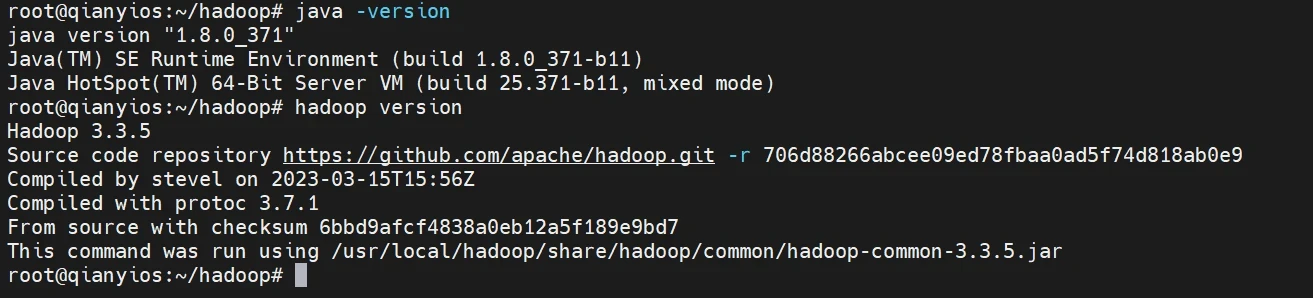 root@qianyios:~/hadoop# java -version
java version "1.8.0_371"
Java(TM) SE Runtime Environment (build 1.8.0_371-b11)
Java HotSpot(TM) 64-Bit Server VM (build 25.371-b11, mixed mode)
root@qianyios:~/hadoop# hadoop version
Hadoop 3.3.5
Source code repository https://github.com/apache/hadoop.git -r 706d88266abcee09ed78fbaa0ad5f74d818ab0e9
Compiled by stevel on 2023-03-15T15:56Z
Compiled with protoc 3.7.1
From source with checksum 6bbd9afcf4838a0eb12a5f189e9bd7
This command was run using /usr/local/hadoop/share/hadoop/common/hadoop-common-3.3.5.jar
root@qianyios:~/hadoop#